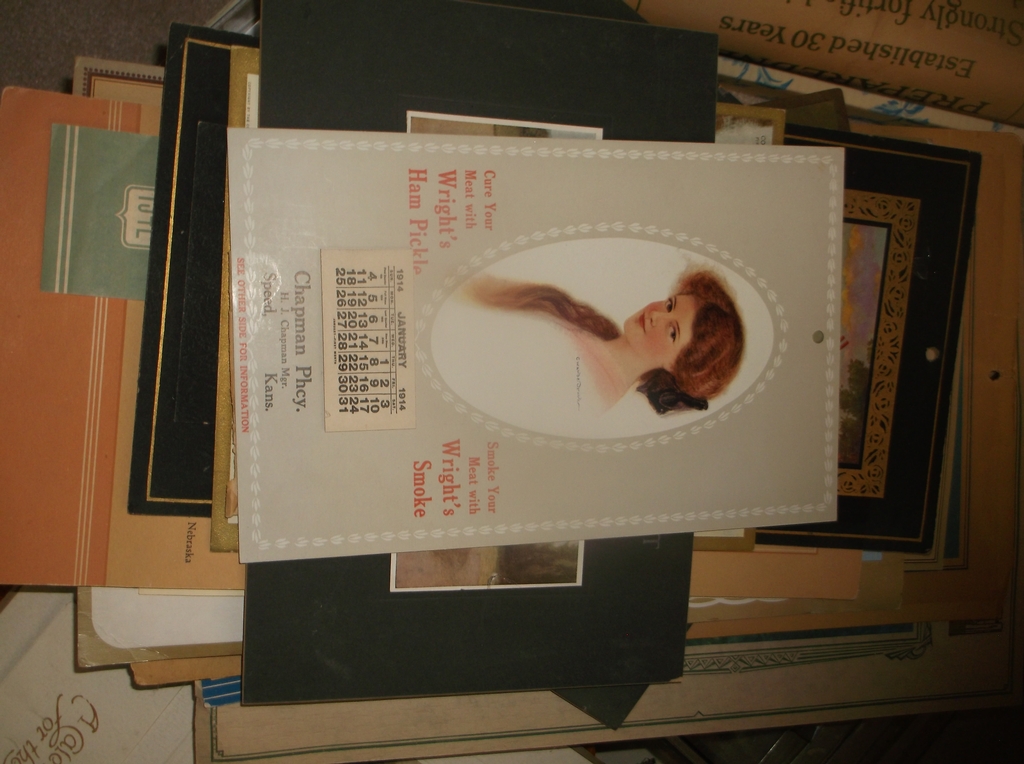 Cure Your
Meat with
Wright's
Ham Pickle
Smoke Your
Meat with
Wright's
Smoke
1914 JANUARY 1914
1 2 3
4 5 6 7 8 9 10
11 12 13 14 15 16 17
18 19 20 21 22 23 24
25 26 27 28 29 30 31
Chapman Phcy.
H. J. Chapman Mgr.
Speed, Kans.
SEE OTHER SIDE FOR INFORMATION
Nebraska
Established 30 Years
Strongly
For the